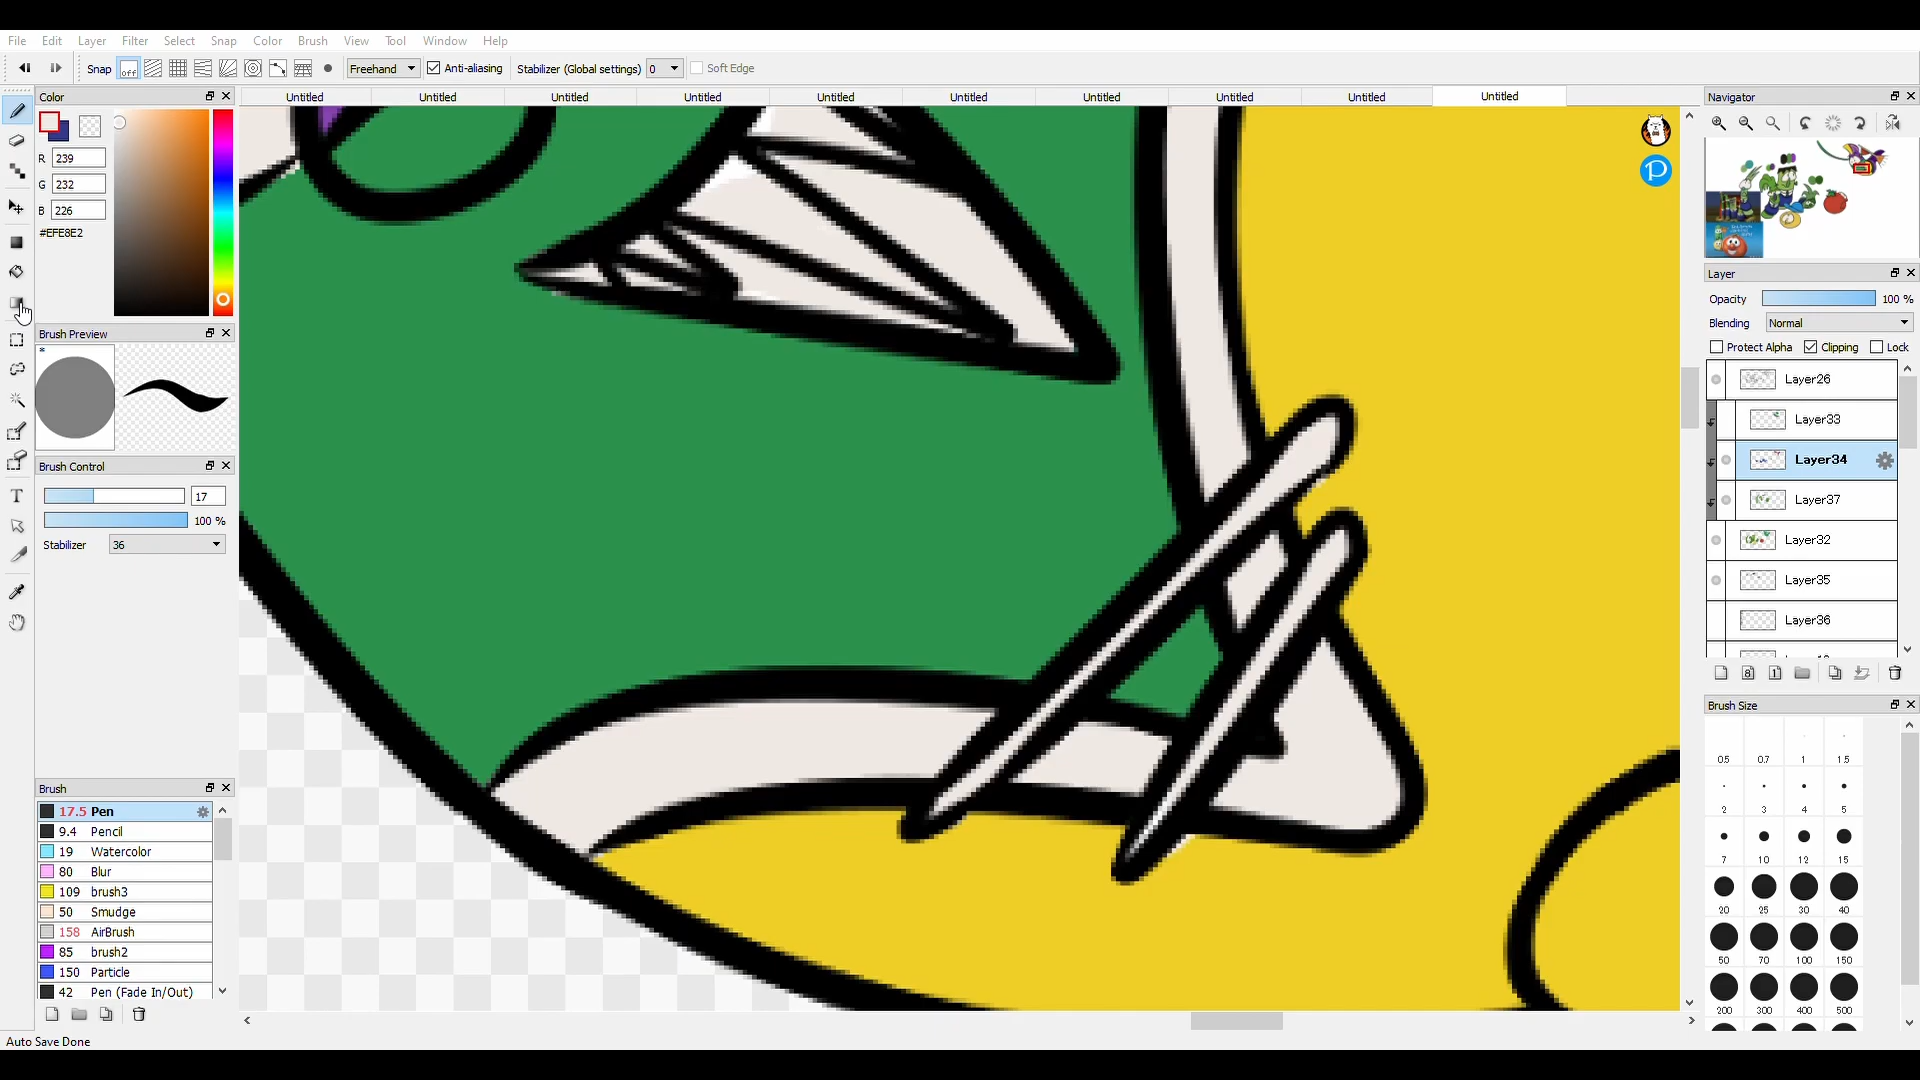 File Edit Layer Filter Select Snap Color Brush View Tool Window Help
Snap off Freehand Anti-aliasing Stabilizer (Global settings) 0 Soft Edge
Color
Untitled Untitled Untitled Untitled Untitled Untitled Untitled Untitled Untitled Untitled
Navigator
R 239
G 232
B 226
#EFE8E2
Layer
Opacity 100 %
Blending Normal
Protect Alpha Clipping Lock
Layer26
Layer33
Layer34
Layer37
Layer32
Layer35
Layer36
Brush Preview
Brush Control
17
100 %
Stabilizer 36
Brush
17.5 Pen
9.4 Pencil
19 Watercolor
80 Blur
109 brush3
50 Smudge
158 AirBrush
85 brush2
150 Particle
42 Pen (Fade In/Out)
Brush Size
0.5 0.7 1 1.5
2 3 4 5
7 10 12 15
20 25 30 40
50 70 100 150
200 300 400 500
Auto Save Done